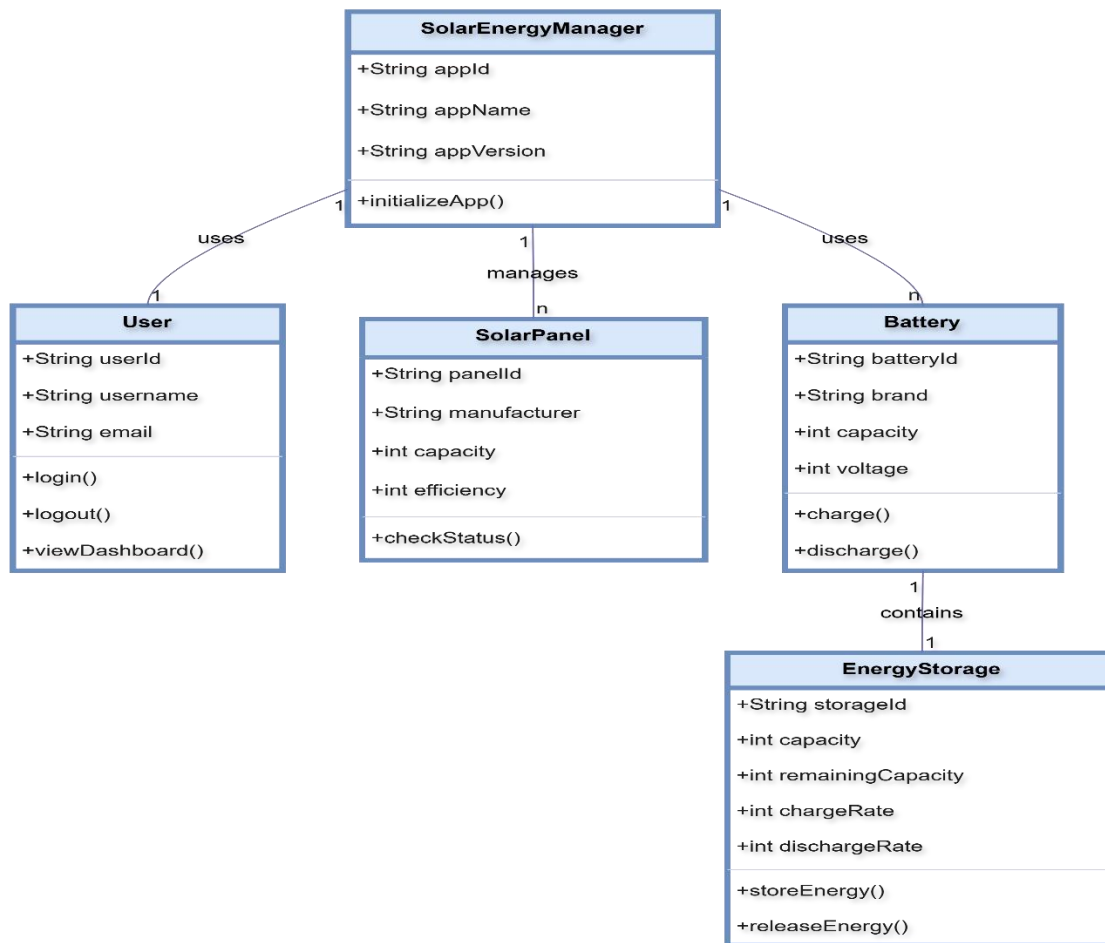 SolarEnergyManager
+String appId
+String appName
+String appVersion
+initializeApp()
1
1
1
uses
manages
uses
1
n
n
User
+String userId
+String username
+String email
+login()
+logout()
+viewDashboard()
SolarPanel
+String panelId
+String manufacturer
+int capacity
+int efficiency
+checkStatus()
Battery
+String batteryId
+String brand
+int capacity
+int voltage
+charge()
+discharge()
1
contains
1
EnergyStorage
+String storageId
+int capacity
+int remainingCapacity
+int chargeRate
+int dischargeRate
+storeEnergy()
+releaseEnergy()